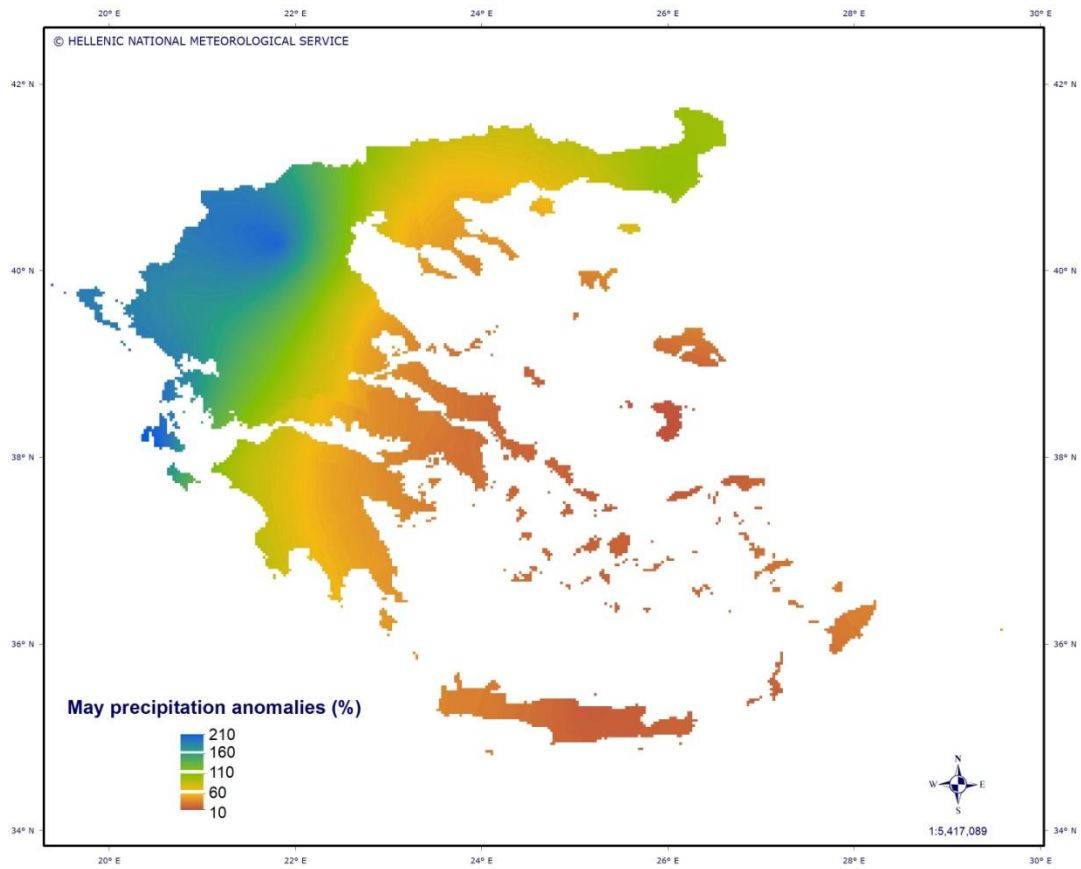 20° E 22° E 24° E 26° E 28° E 30° E
© HELLENIC NATIONAL METEOROLOGICAL SERVICE
42° N 42° N
40° N 40° N
38° N 38° N
36° N 36° N
May precipitation anomalies (%)
210
160
110
60
10
N
W E
S
1:5,417,089
34° N 34° N
20° E 22° E 24° E 26° E 28° E 30° E